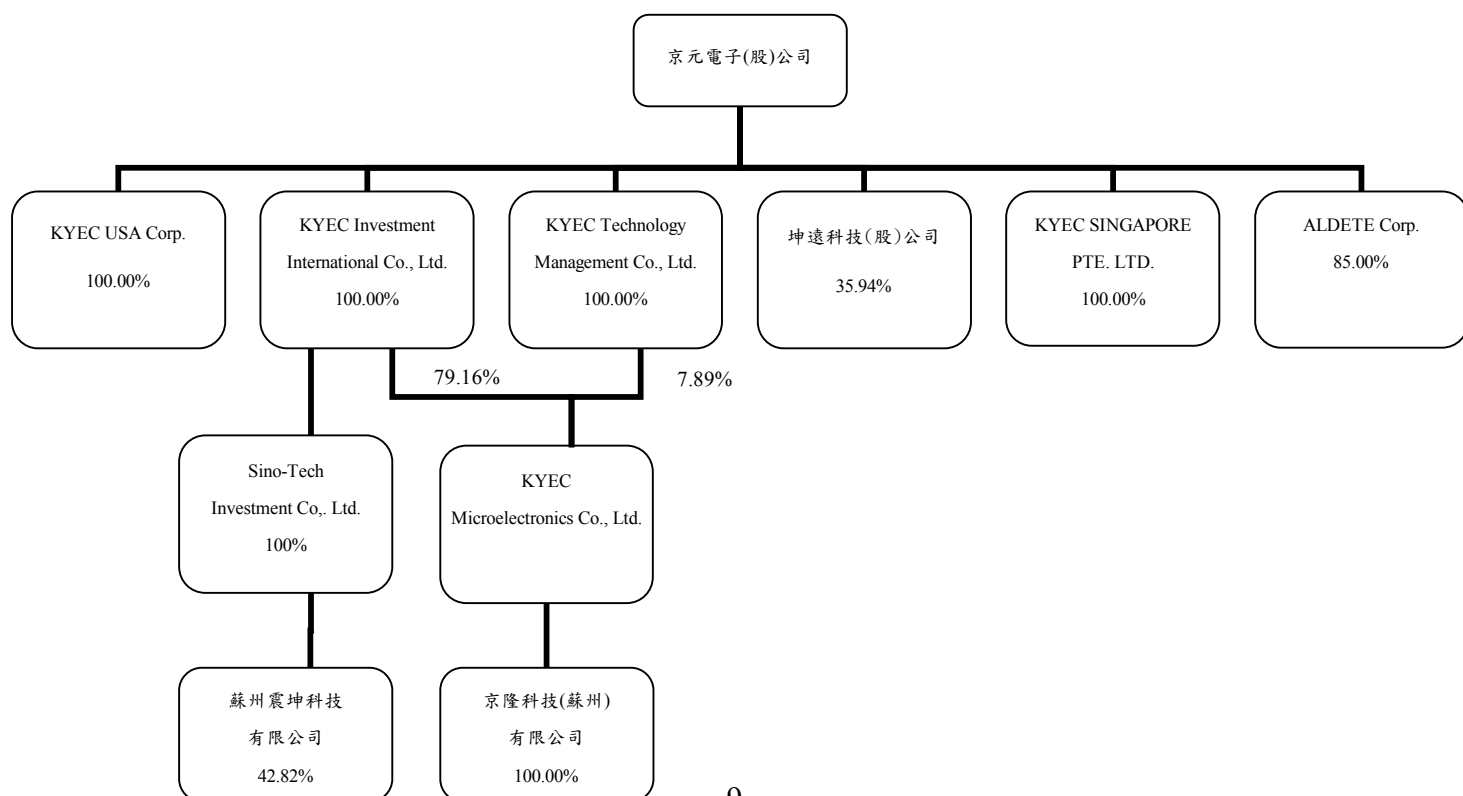 京元電子(股)公司
KYEC USA Corp.
100.00%
KYEC Investment
International Co., Ltd.
100.00%
KYEC Technology
Management Co., Ltd.
100.00%
坤遠科技(股)公司
35.94%
KYEC SINGAPORE
PTE. LTD.
100.00%
ALDETE Corp.
85.00%
79.16%
7.89%
Sino-Tech
Investment Co,. Ltd.
100%
KYEC
Microelectronics Co., Ltd.
蘇州震坤科技
有限公司
42.82%
京隆科技(蘇州)
有限公司
100.00%
9